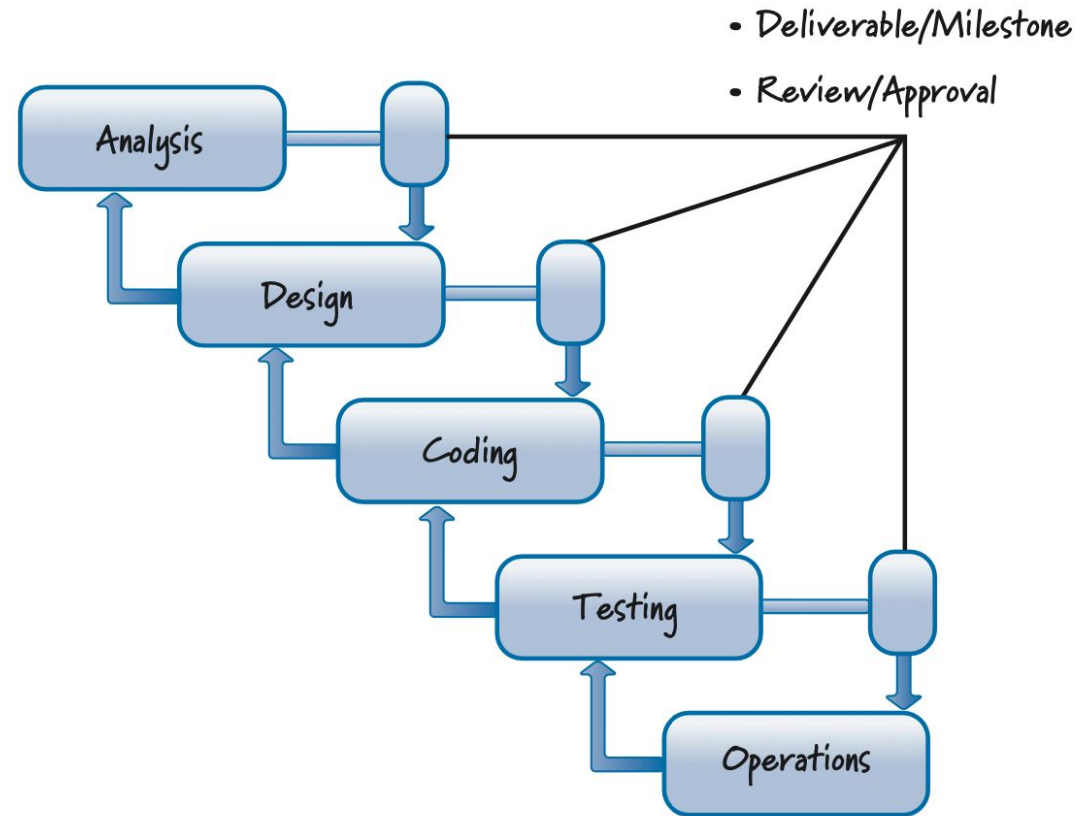 • Deliverable/Milestone
• Review/Approval
Analysis
Design
Coding
Testing
Operations